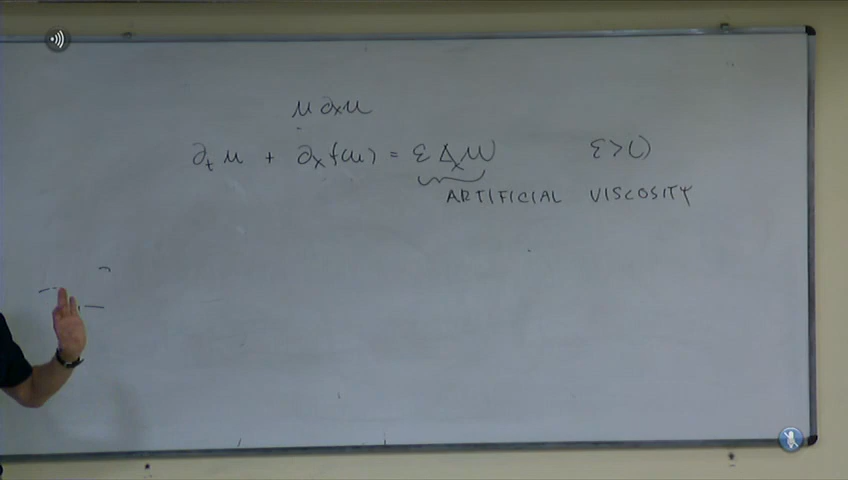 u ∂xu
∂t u + ∂x f(u) = ε Δx u ε > 0
ARTIFICIAL VISCOSITY